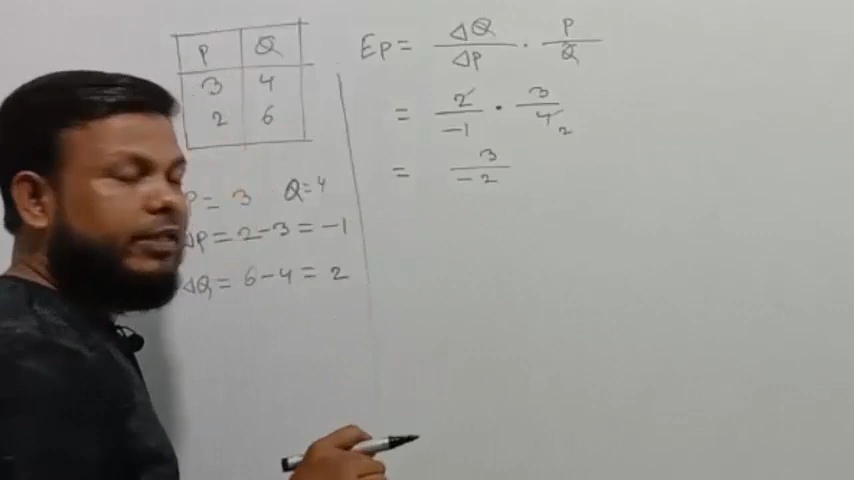 P Q
3 4
2 6
P = 3 Q = 4
ΔP = 2 - 3 = -1
ΔQ = 6 - 4 = 2
EP = ΔQ/ΔP · P/Q
= 2/-1 · 3/4 2
= 3/-2